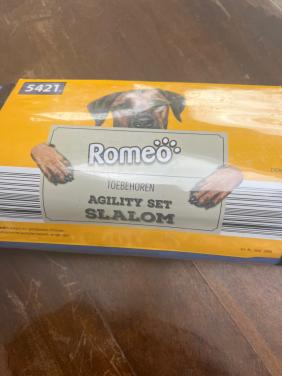 5421
Romeo
TOEBEHOREN
AGILITY SET
SLALOM